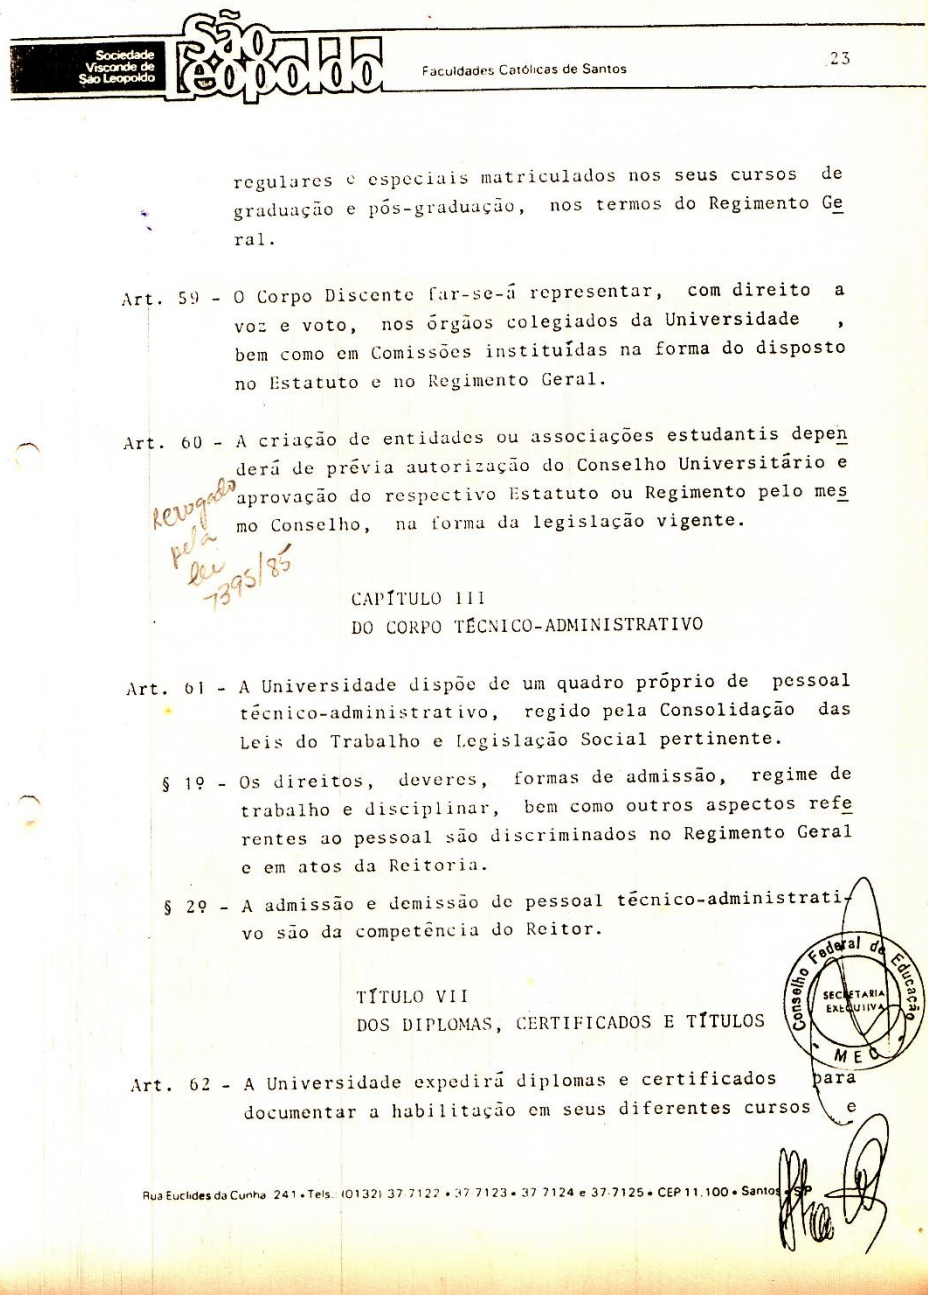 Sociedade
Visconde de
São Leopoldo
São
Leopoldo
Faculdades Católicas de Santos
23
regulares e especiais matriculados nos seus cursos de
graduação e pós-graduação, nos termos do Regimento Ge
ral.
Art. 59 - O Corpo Discente far-se-á representar, com direito a
voz e voto, nos órgãos colegiados da Universidade ,
bem como em Comissões instituídas na forma do disposto
no Estatuto e no Regimento Geral.
Art. 60 - A criação de entidades ou associações estudantis depen
derá de prévia autorização do Conselho Universitário e
aprovação do respectivo Estatuto ou Regimento pelo mes
mo Conselho, na forma da legislação vigente.
Revogado
pela
lei
7395/85
CAPÍTULO III
DO CORPO TÉCNICO-ADMINISTRATIVO
Art. 61 - A Universidade dispõe de um quadro próprio de pessoal
técnico-administrativo, regido pela Consolidação das
Leis do Trabalho e Legislação Social pertinente.
§ 1º - Os direitos, deveres, formas de admissão, regime de
trabalho e disciplinar, bem como outros aspectos refe
rentes ao pessoal são discriminados no Regimento Geral
e em atos da Reitoria.
§ 2º - A admissão e demissão de pessoal técnico-administrati-
vo são da competência do Reitor.
Conselho Federal de Educação
SECRETARIA
EXECUTIVA
- MEC -
TÍTULO VII
DOS DIPLOMAS, CERTIFICADOS E TÍTULOS
Art. 62 - A Universidade expedirá diplomas e certificados para
documentar a habilitação em seus diferentes cursos e
Rua Euclides da Cunha 241 • Tels.: (0132) 37-7122 • 37-7123 • 37-7124 e 37-7125 • CEP 11.100 • Santos • SP